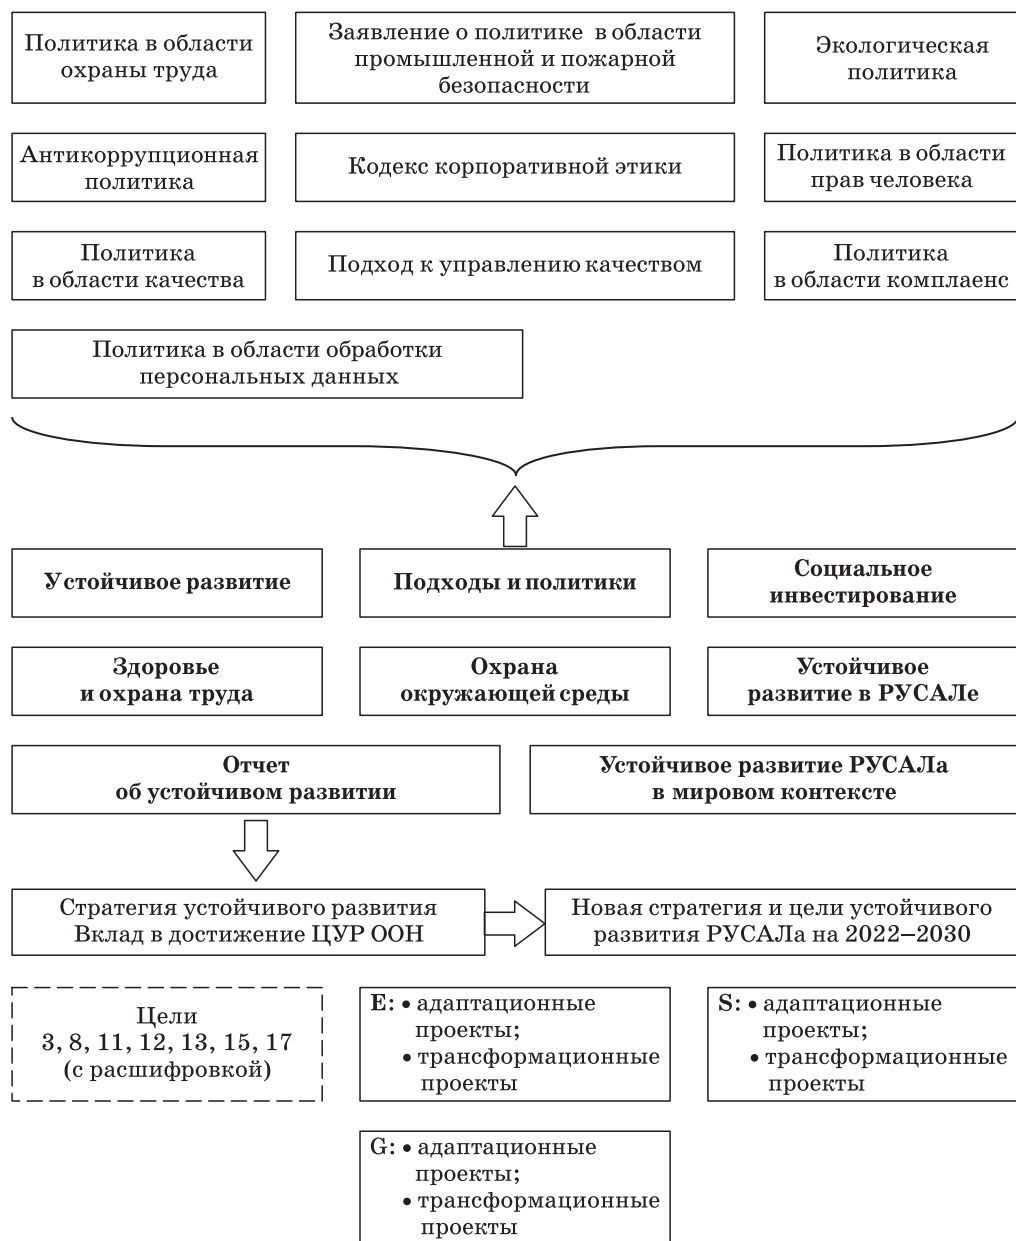 Политика в области
охраны труда
Заявление о политике в области
промышленной и пожарной
безопасности
Экологическая
политика
Антикоррупционная
политика
Кодекс корпоративной этики
Политика в области
прав человека
Политика
в области качества
Подход к управлению качеством
Политика
в области комплаенс
Политика в области обработки
персональных данных
Устойчивое развитие
Подходы и политики
Социальное
инвестирование
Здоровье
и охрана труда
Охрана
окружающей среды
Устойчивое
развитие в РУСАЛе
Отчет
об устойчивом развитии
Устойчивое развитие РУСАЛа
в мировом контексте
Стратегия устойчивого развития
Вклад в достижение ЦУР ООН
Новая стратегия и цели устойчивого
развития РУСАЛа на 2022–2030
Цели
3, 8, 11, 12, 13, 15, 17
(с расшифровкой)
E: • адаптационные
проекты;
• трансформационные
проекты
S: • адаптационные
проекты;
• трансформационные
проекты
G: • адаптационные
проекты;
• трансформационные
проекты